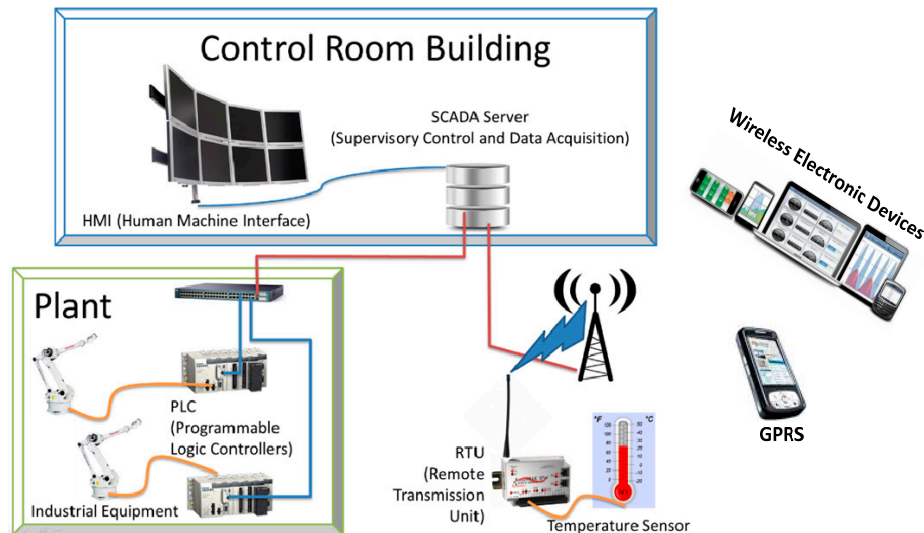 Control Room Building
SCADA Server
(Supervisory Control and Data Acquisition)
HMI (Human Machine Interface)
Wireless Electronic Devices
Plant
PLC
(Programmable
Logic Controllers)
Industrial Equipment
RTU
(Remote
Transmission
Unit)
°F
°C
Temperature Sensor
GPRS